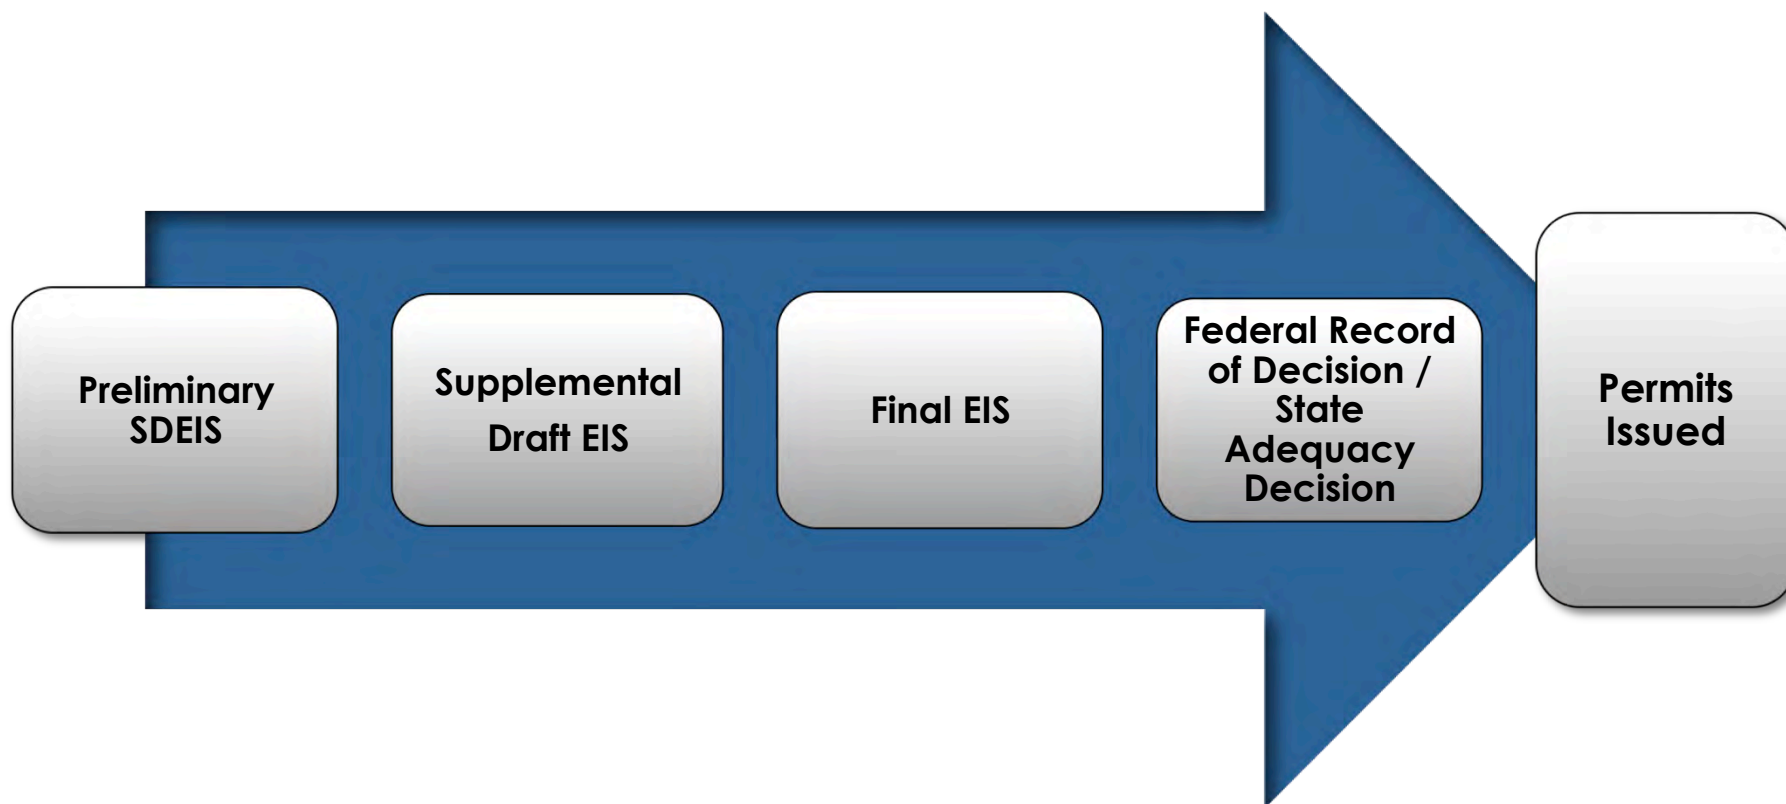 Preliminary
SDEIS
Supplemental
Draft EIS
Final EIS
Federal Record
of Decision /
State
Adequacy
Decision
Permits
Issued